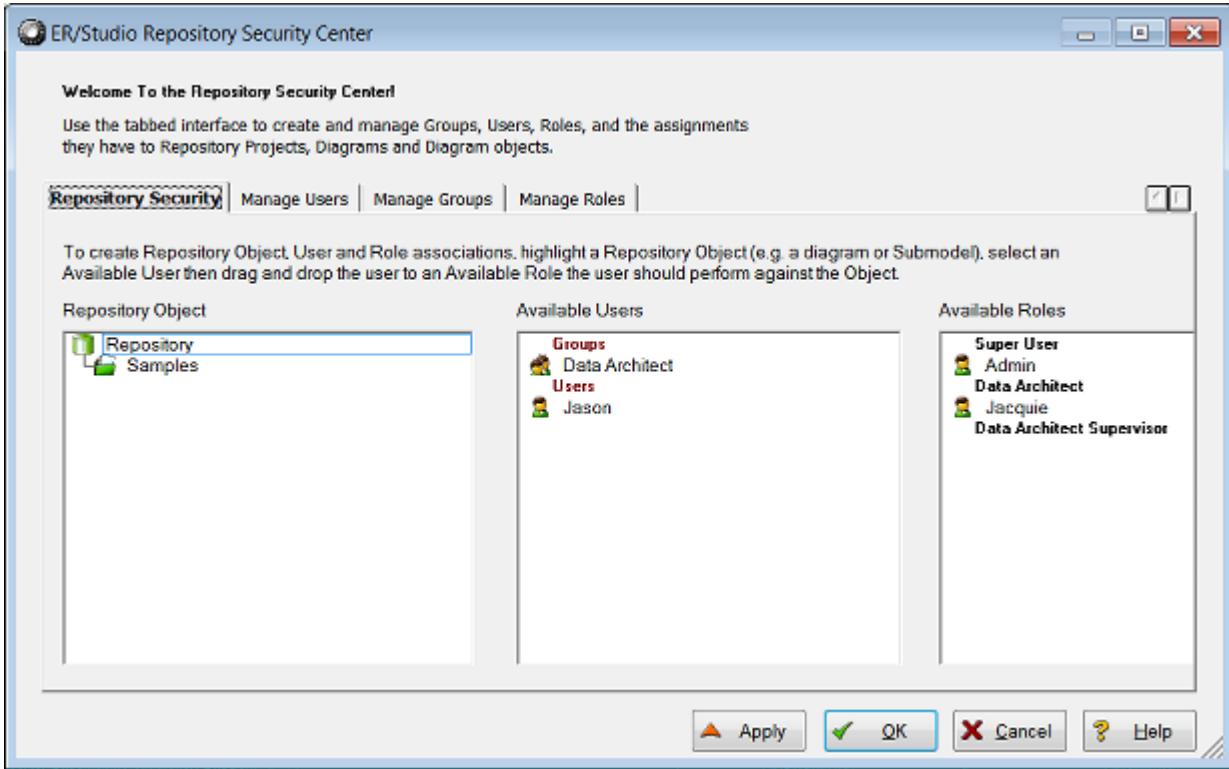 ER/Studio Repository Security Center
Welcome To the Repository Security Center!
Use the tabbed interface to create and manage Groups, Users, Roles, and the assignments
they have to Repository Projects, Diagrams and Diagram objects.
Repository Security
Manage Users
Manage Groups
Manage Roles
To create Repository Object, User and Role associations, highlight a Repository Object (e.g. a diagram or Submodel), select an
Available User then drag and drop the user to an Available Role the user should perform against the Object.
Repository Object
Repository
Samples
Available Users
Groups
Data Architect
Users
Jason
Available Roles
Super User
Admin
Data Architect
Jacquie
Data Architect Supervisor
Apply
OK
Cancel
Help